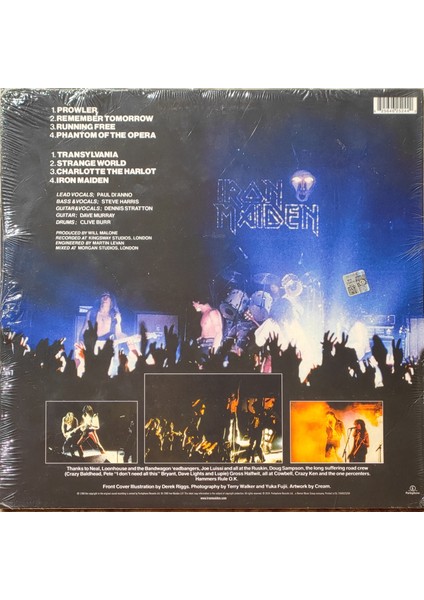 1. PROWLER
2. REMEMBER TOMORROW
3. RUNNING FREE
4. PHANTOM OF THE OPERA
1. TRANSYLVANIA
2. STRANGE WORLD
3. CHARLOTTE THE HARLOT
4. IRON MAIDEN
LEAD VOCALS; PAUL DI'ANNO
BASS & VOCALS; STEVE HARRIS
GUITAR & VOCALS; DENNIS STRATTON
GUITAR; DAVE MURRAY
DRUMS; CLIVE BURR
PRODUCED BY WILL MALONE
RECORDED AT KINGSWAY STUDIOS, LONDON
ENGINEERED BY MARTIN LEVAN
MIXED AT MORGAN STUDIOS, LONDON
IRON
MAIDEN
Thanks to Neal, Loonhouse and the Bandwagon 'eadbangers, Joe Luissi and all at the Ruskin, Doug Sampson, the long suffering road crew
(Crazy Baldhead, Pete "I don't need all this" Bryant, Dave Lights and Lupie) Gross Halfwit, all at Cowbell, Crazy Ken and the one percenters.
Hammers Rule O.K.
Front Cover Illustration by Derek Riggs. Photography by Terry Walker and Yuka Fujii. Artwork by Cream.
www.ironmaiden.com
Parlophone